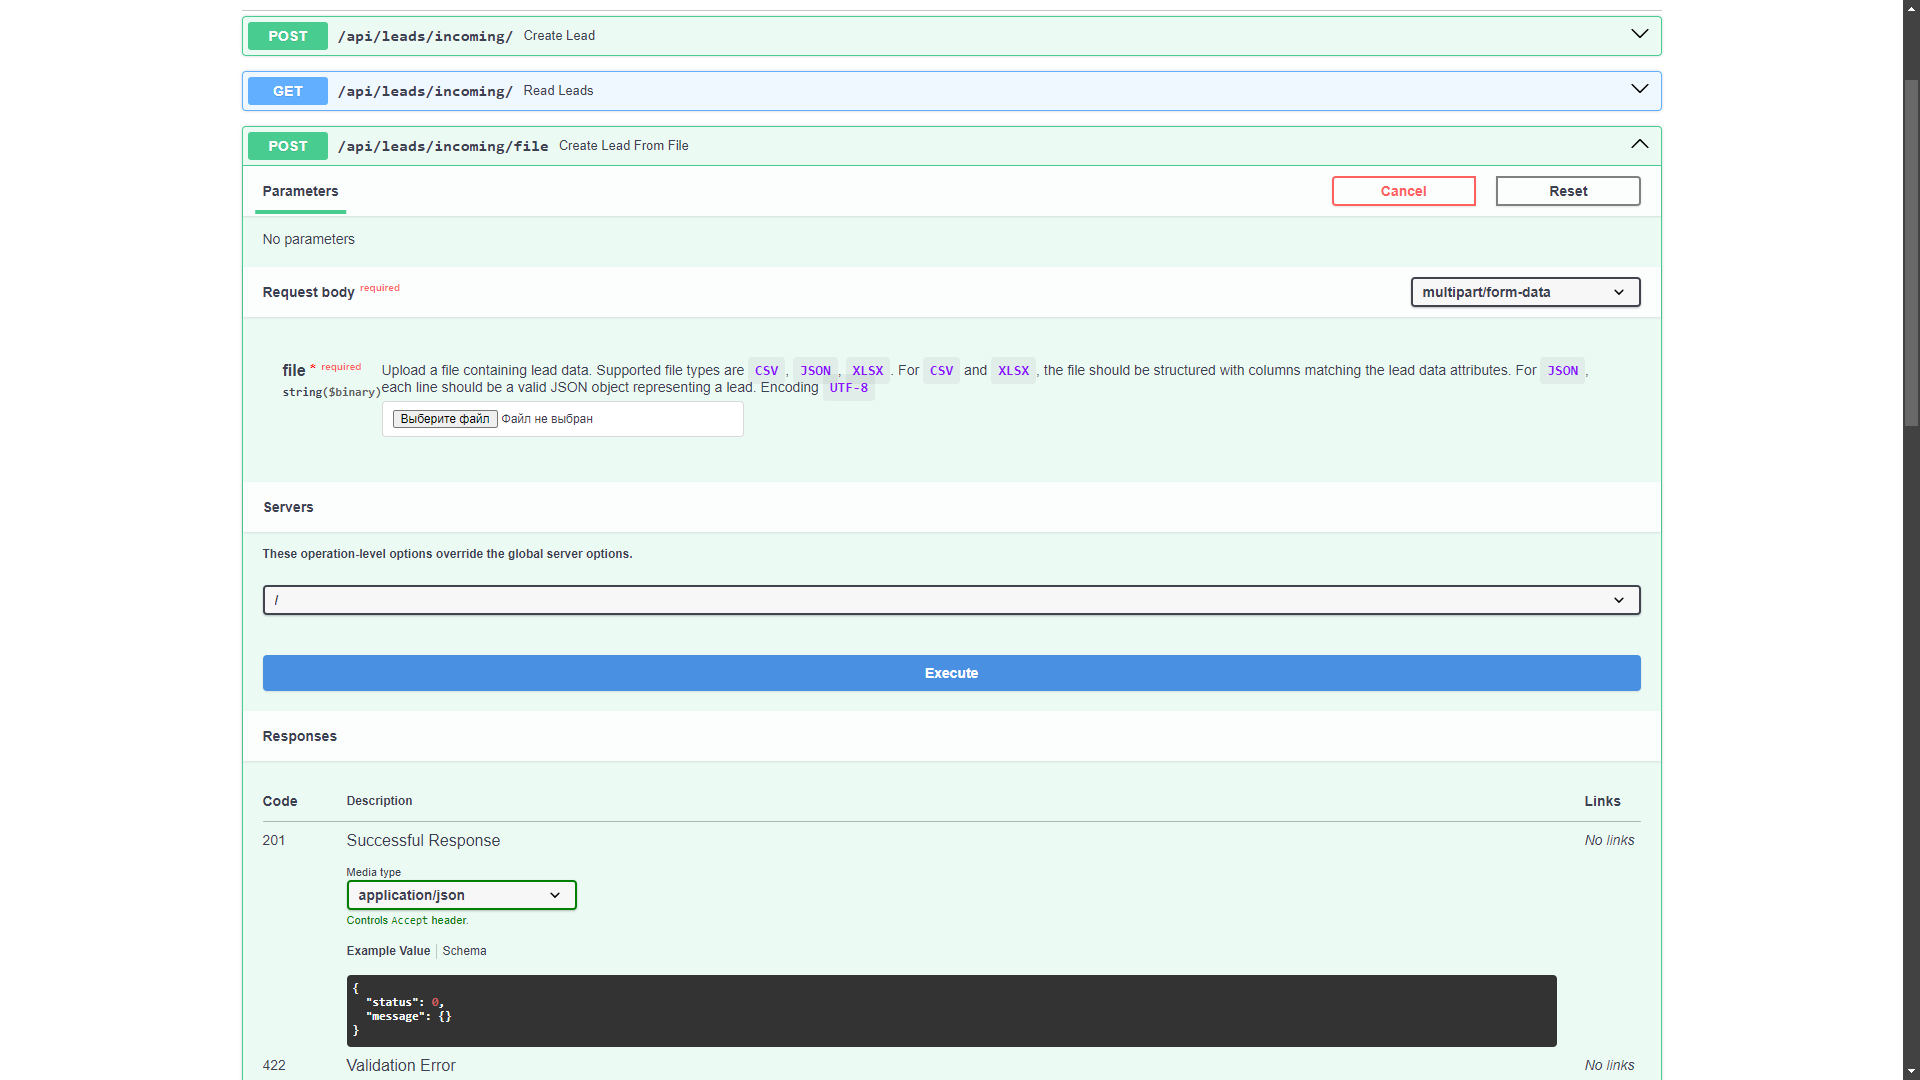 POST /api/leads/incoming/ Create Lead
GET /api/leads/incoming/ Read Leads
POST /api/leads/incoming/file Create Lead From File
Parameters
Cancel
Reset
No parameters
Request body required
multipart/form-data
file * required
string($binary)
Upload a file containing lead data. Supported file types are CSV , JSON , XLSX . For CSV and XLSX , the file should be structured with columns matching the lead data attributes. For JSON ,
each line should be a valid JSON object representing a lead. Encoding UTF-8
Выберите файл Файл не выбран
Servers
These operation-level options override the global server options.
/
Execute
Responses
Code Description Links
201 Successful Response No links
Media type
application/json
Controls Accept header.
Example Value Schema
{
"status": 0,
"message": {}
}
422 Validation Error No links